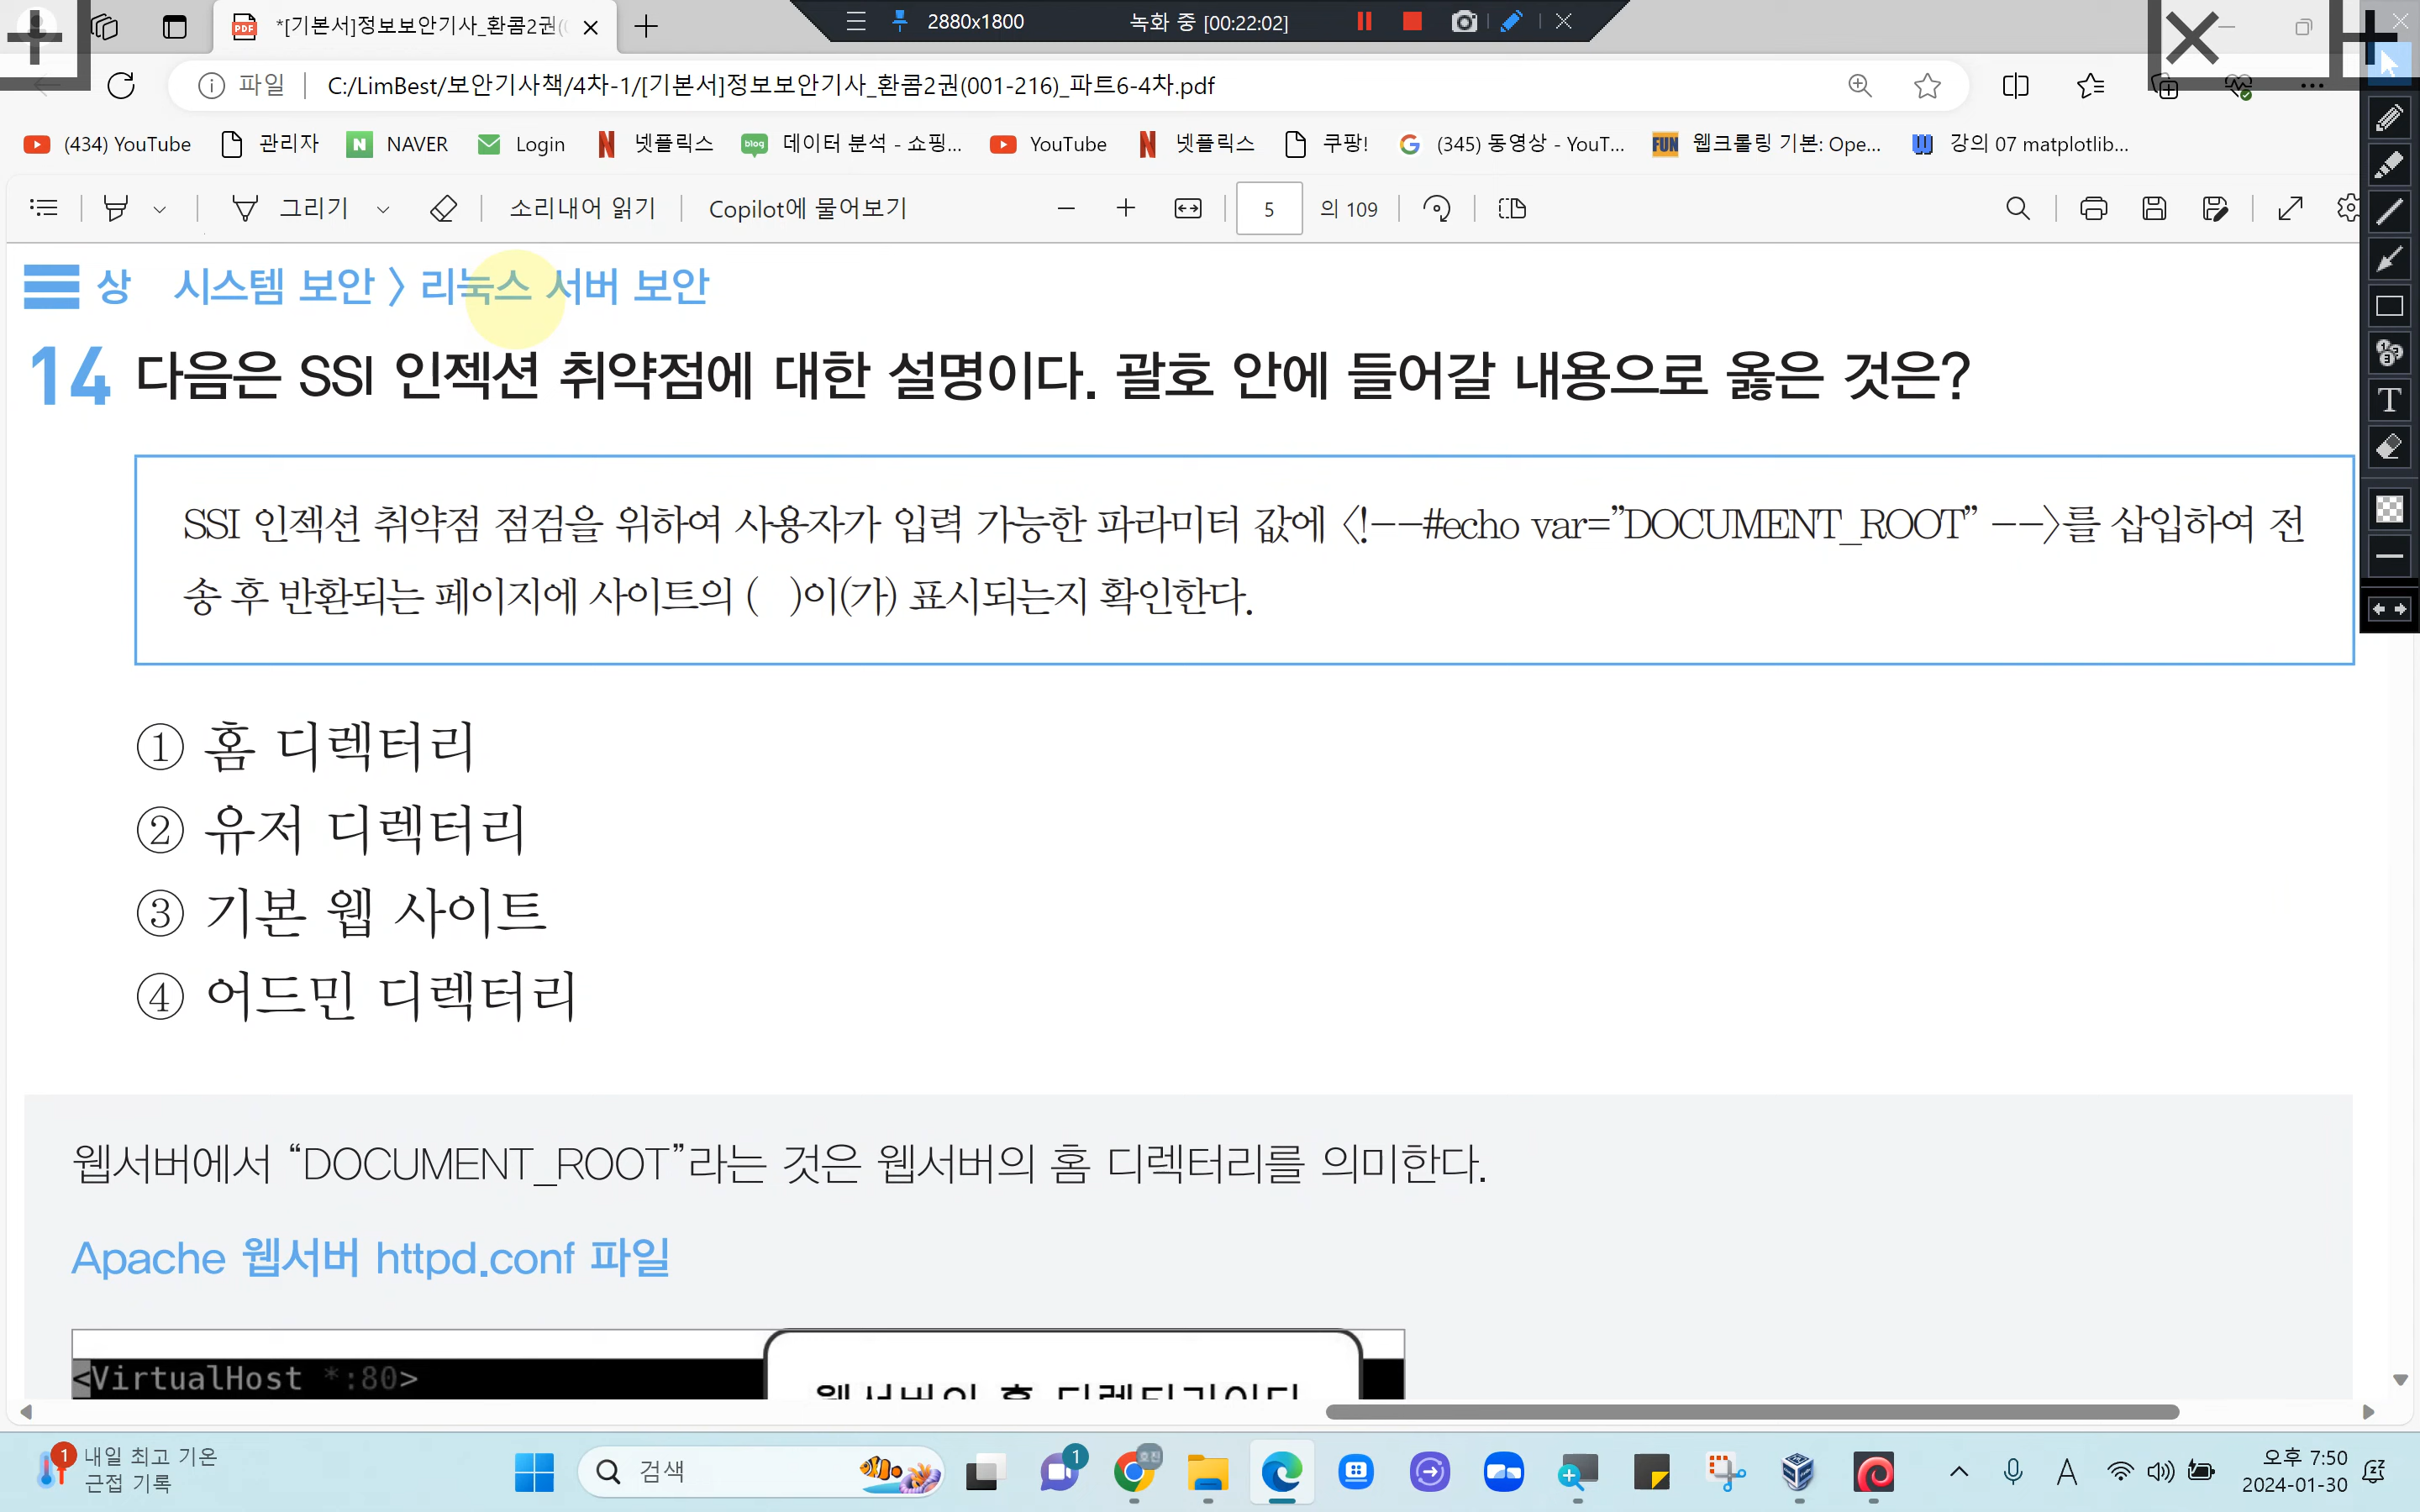 *[기본서]정보보안기사_환콤2권(
2880x1800
녹화 중 [00:22:02]
파일
C:/LimBest/보안기사책/4차-1/[기본서]정보보안기사_환콤2권(001-216)_파트6-4차.pdf
(434) YouTube
관리자
NAVER
Login
넷플릭스
데이터 분석 - 쇼핑...
YouTube
넷플릭스
쿠팡!
(345) 동영상 - YouT...
웹크롤링 기본: Ope...
강의 07 matplotlib...
그리기
소리내어 읽기
Copilot에 물어보기
5
의 109
상 시스템 보안 > 리눅스 서버 보안
14 다음은 SSI 인젝션 취약점에 대한 설명이다. 괄호 안에 들어갈 내용으로 옳은 것은?
SSI 인젝션 취약점 점검을 위하여 사용자가 입력 가능한 파라미터 값에 <!--#echo var="DOCUMENT_ROOT" -->를 삽입하여 전
송 후 반환되는 페이지에 사이트의 ( )이(가) 표시되는지 확인한다.
① 홈 디렉터리
② 유저 디렉터리
③ 기본 웹 사이트
④ 어드민 디렉터리
웹서버에서 “DOCUMENT_ROOT”라는 것은 웹서버의 홈 디렉터리를 의미한다.
Apache 웹서버 httpd.conf 파일
<VirtualHost *:80>
웹서버의 홈 디렉터리이다
1
내일 최고 기온
근접 기록
검색
1
오후 7:50
2024-01-30